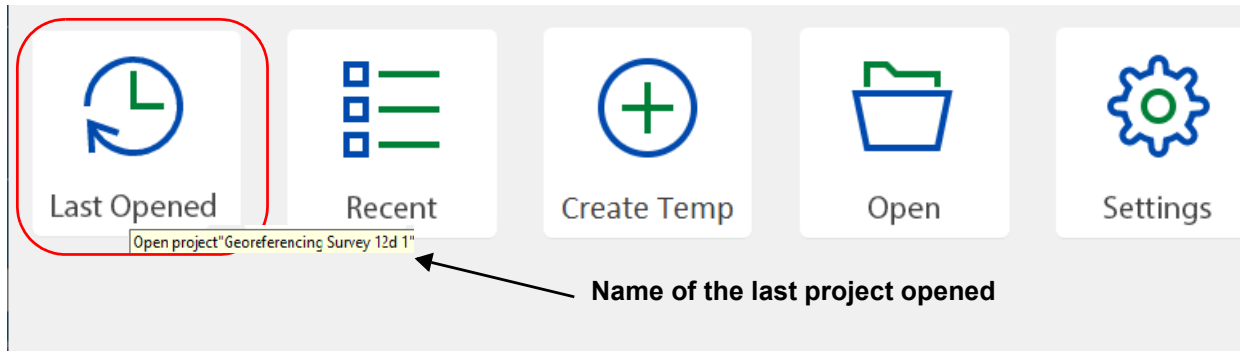 Last Opened
Recent
Create Temp
Open
Settings
Open project"Georeferencing Survey 12d 1"
Name of the last project opened